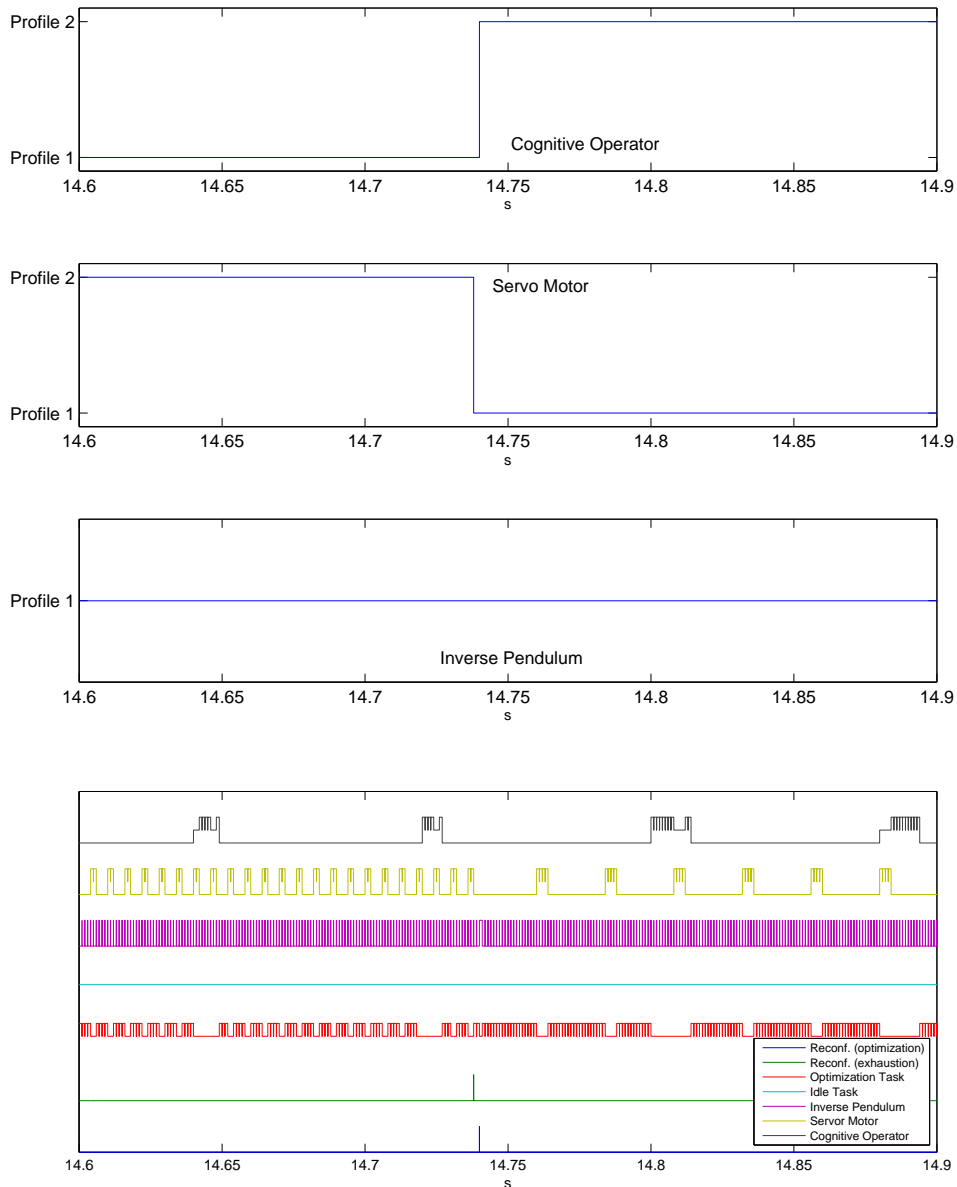 Profile 2
Cognitive Operator
Profile 1
14.6 14.65 14.7 14.75 14.8 14.85 14.9
s
Profile 2
Servo Motor
Profile 1
14.6 14.65 14.7 14.75 14.8 14.85 14.9
s
Profile 1
Inverse Pendulum
14.6 14.65 14.7 14.75 14.8 14.85 14.9
s
Reconf. (optimization)
Reconf. (exhaustion)
Optimization Task
Idle Task
Inverse Pendulum
Servor Motor
Cognitive Operator
14.6 14.65 14.7 14.75 14.8 14.85 14.9
s